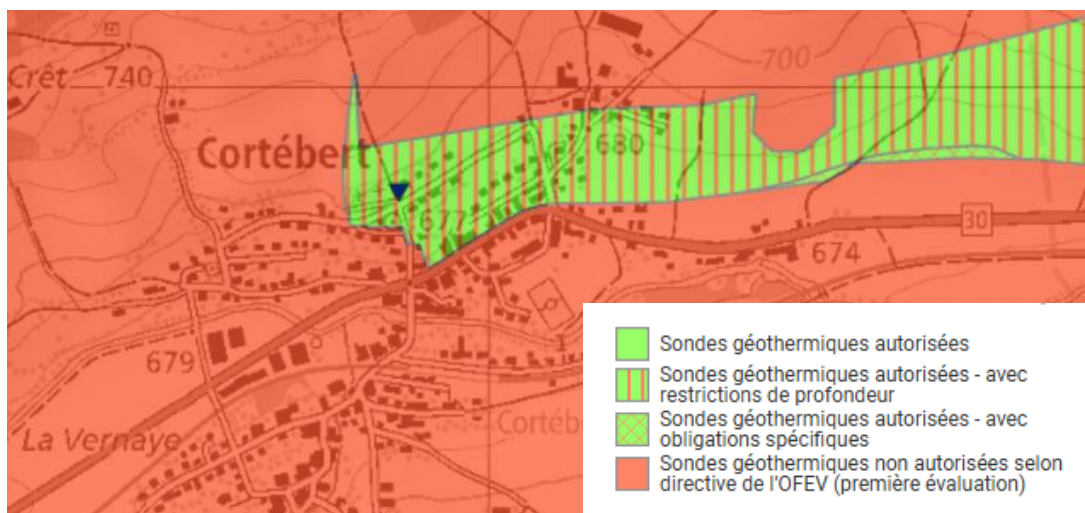 700
Crêt
740
Cortébert
680
677
30
674
679
La Vernaye
Cortéb
Sondes géothermiques autorisées
Sondes géothermiques autorisées - avec
restrictions de profondeur
Sondes géothermiques autorisées - avec
obligations spécifiques
Sondes géothermiques non autorisées selon
directive de l'OFEV (première évaluation)